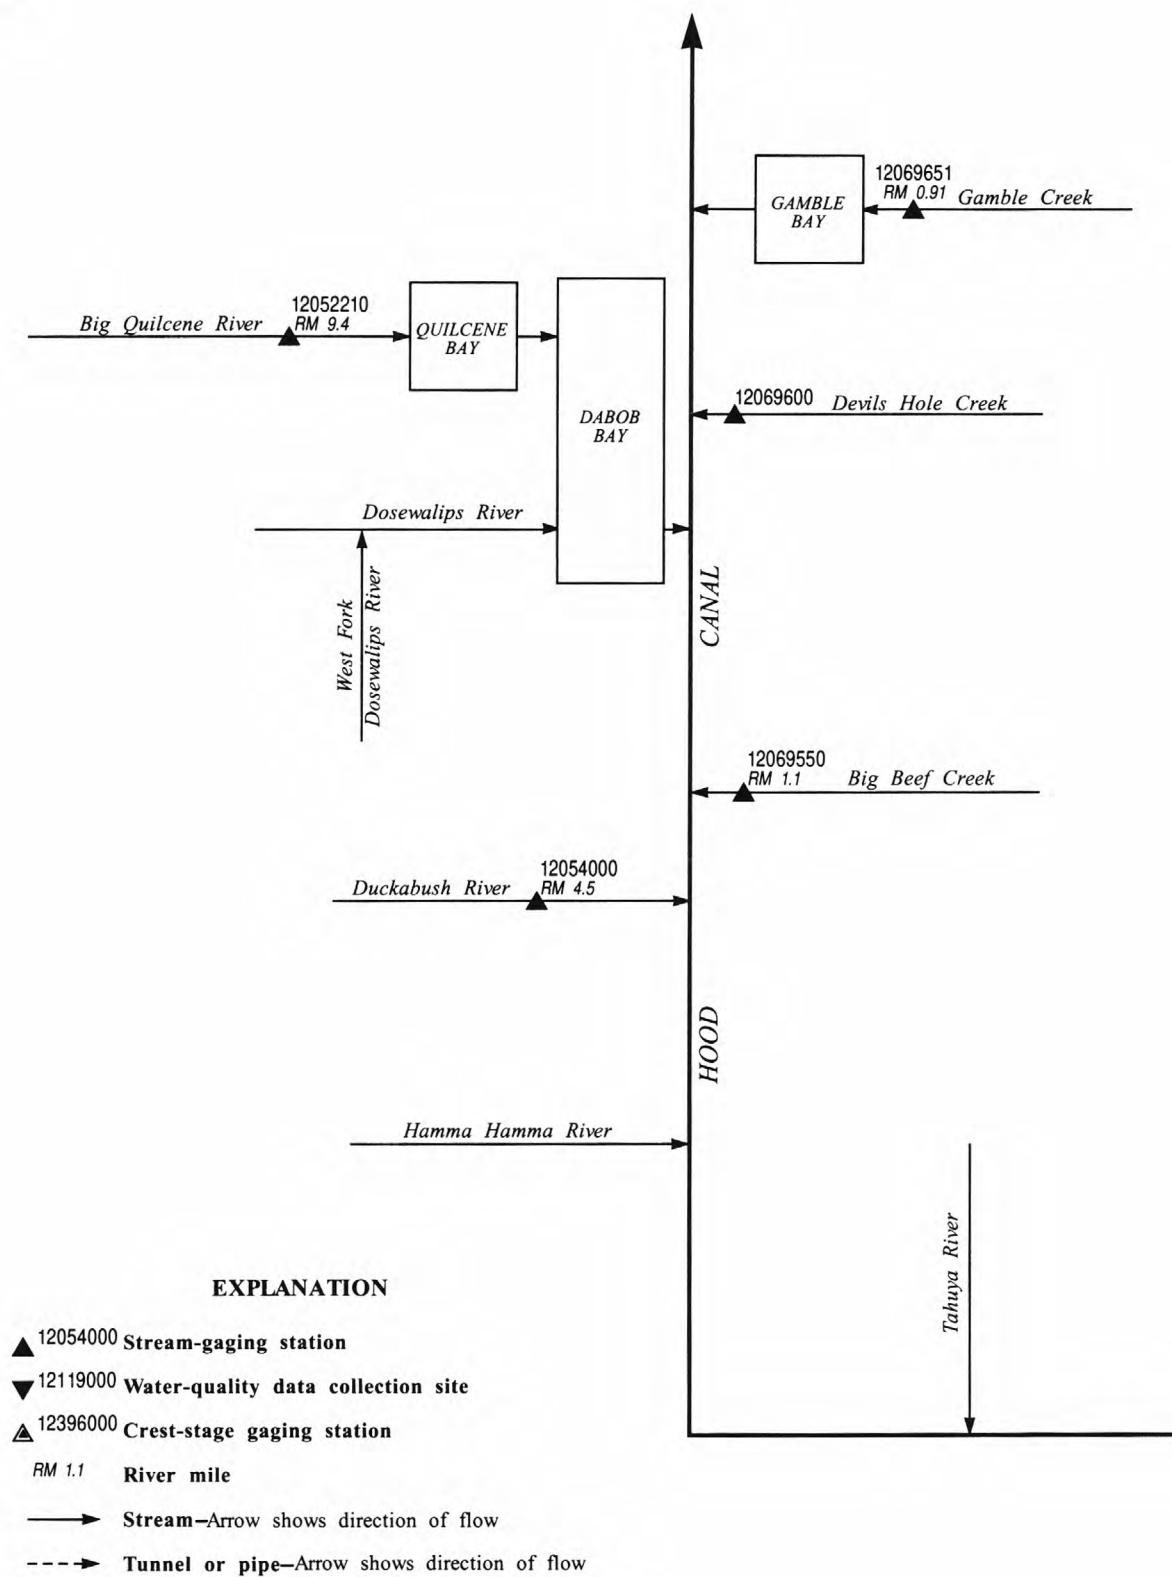 12069651
RM 0.91 Gamble Creek
GAMBLE
BAY
12052210
Big Quilcene River RM 9.4
QUILCENE
BAY
12069600 Devils Hole Creek
DABOB
BAY
Dosewalips River
CANAL
West Fork
Dosewalips River
12069550
RM 1.1 Big Beef Creek
12054000
Duckabush River RM 4.5
HOOD
Hamma Hamma River
Tahuya River
EXPLANATION
12054000 Stream-gaging station
12119000 Water-quality data collection site
12396000 Crest-stage gaging station
RM 1.1 River mile
Stream–Arrow shows direction of flow
Tunnel or pipe–Arrow shows direction of flow